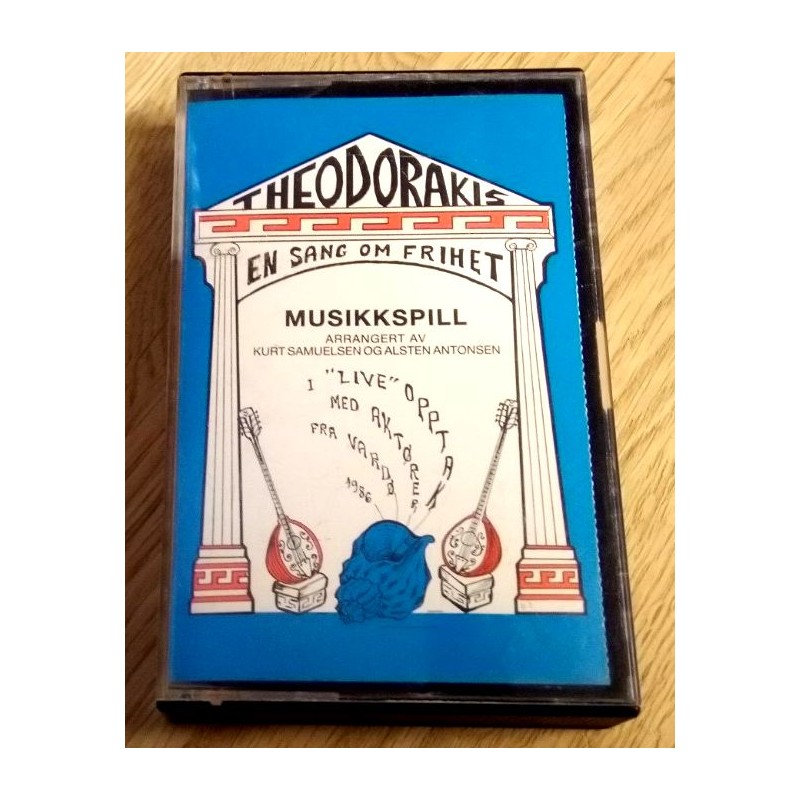 THEODORAKIS
EN SANG OM FRIHET
MUSIKKSPILL
ARRANGERT AV
KURT SAMUELSEN OG ALSTEN ANTONSEN
I "LIVE" OPPTAK
MED AKTØRER
FRA VARDØ
1986